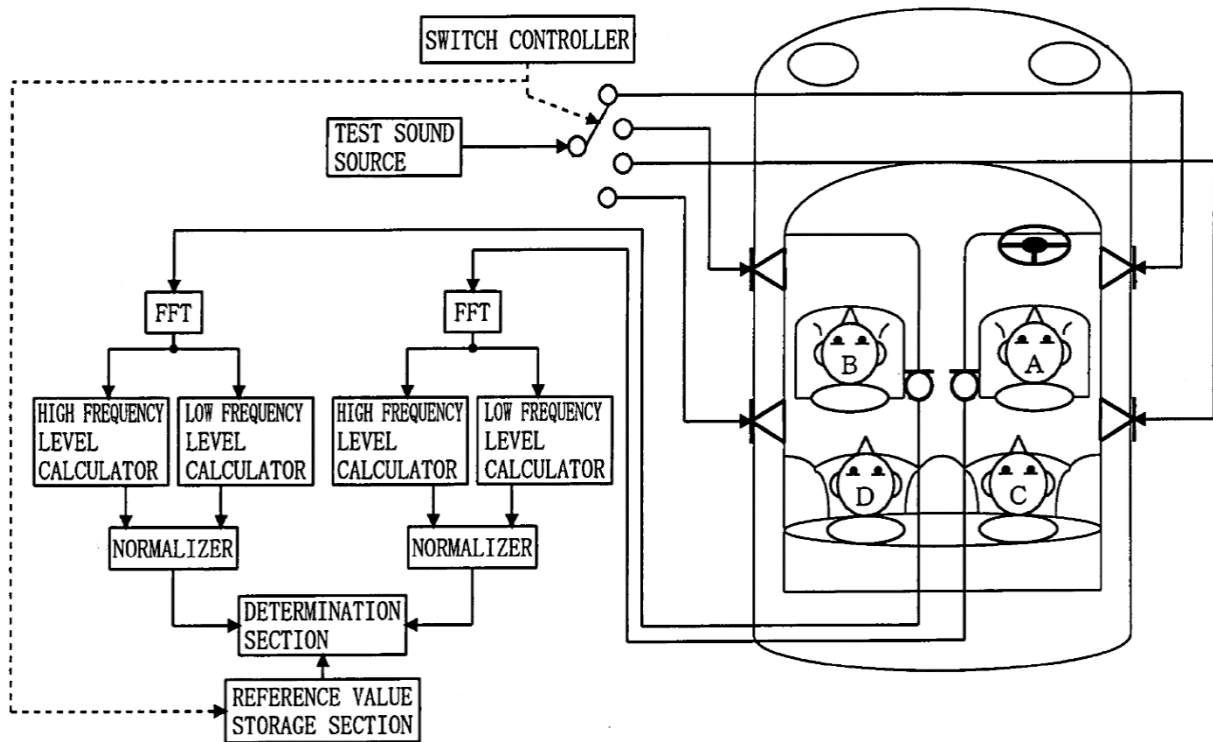 SWITCH CONTROLLER
TEST SOUND
SOURCE
FFT
FFT
HIGH FREQUENCY
LEVEL
CALCULATOR
LOW FREQUENCY
LEVEL
CALCULATOR
HIGH FREQUENCY
LEVEL
CALCULATOR
LOW FREQUENCY
LEVEL
CALCULATOR
NORMALIZER
NORMALIZER
DETERMINATION
SECTION
REFERENCE VALUE
STORAGE SECTION
B
A
D
C